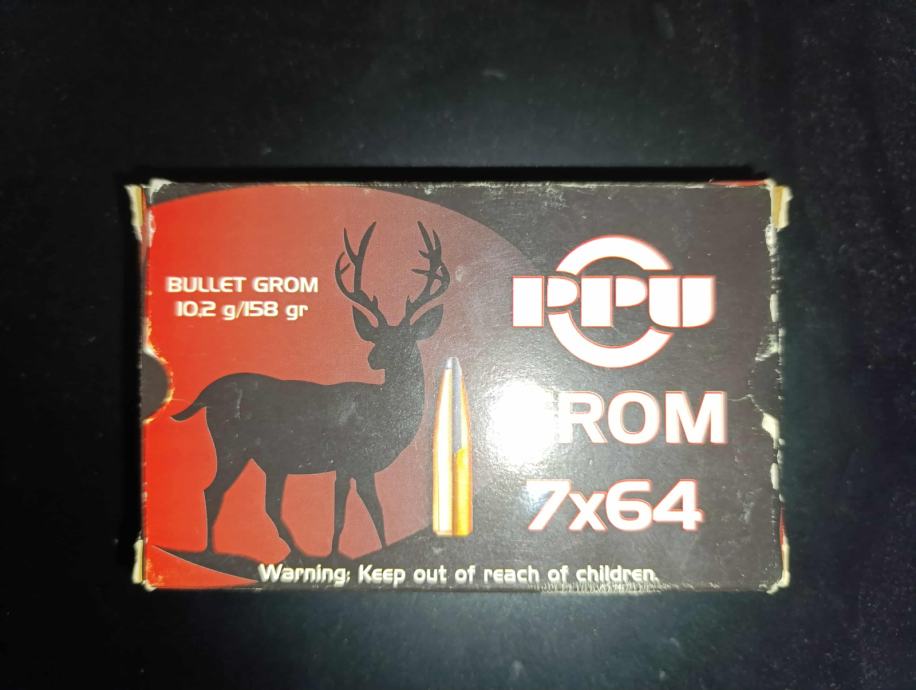 BULLET GROM
10,2 g/158 gr
PPU
GROM
7x64
Warning: Keep out of reach of children.